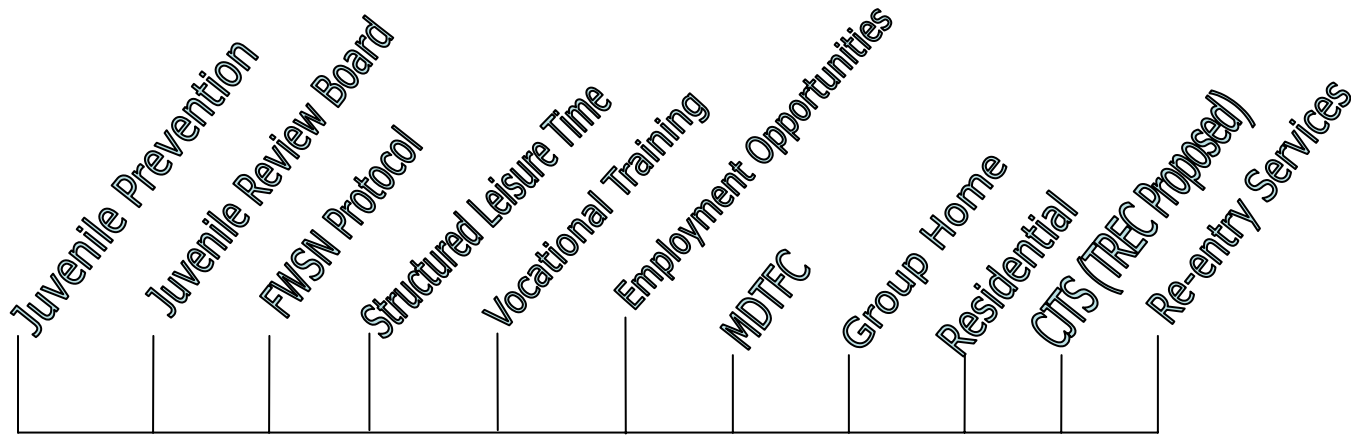 Juvenile Prevention
Juvenile Review Board
FWSN Protocol
Structured Leisure Time
Vocational Training
Employment Opportunities
MDTFC
Group Home
Residential
CJTS (TREC Proposed)
Re-entry Services